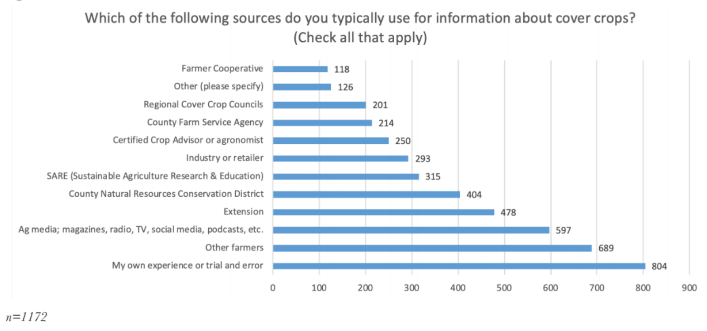 Which of the following sources do you typically use for information about cover crops?
(Check all that apply)
Farmer Cooperative 118
Other (please specify) 126
Regional Cover Crop Councils 201
County Farm Service Agency 214
Certified Crop Advisor or agronomist 250
Industry or retailer 293
SARE (Sustainable Agriculture Research & Education) 315
County Natural Resources Conservation District 404
Extension 478
Ag media; magazines, radio, TV, social media, podcasts, etc. 597
Other farmers 689
My own experience or trial and error 804
0 100 200 300 400 500 600 700 800 900
n=1172